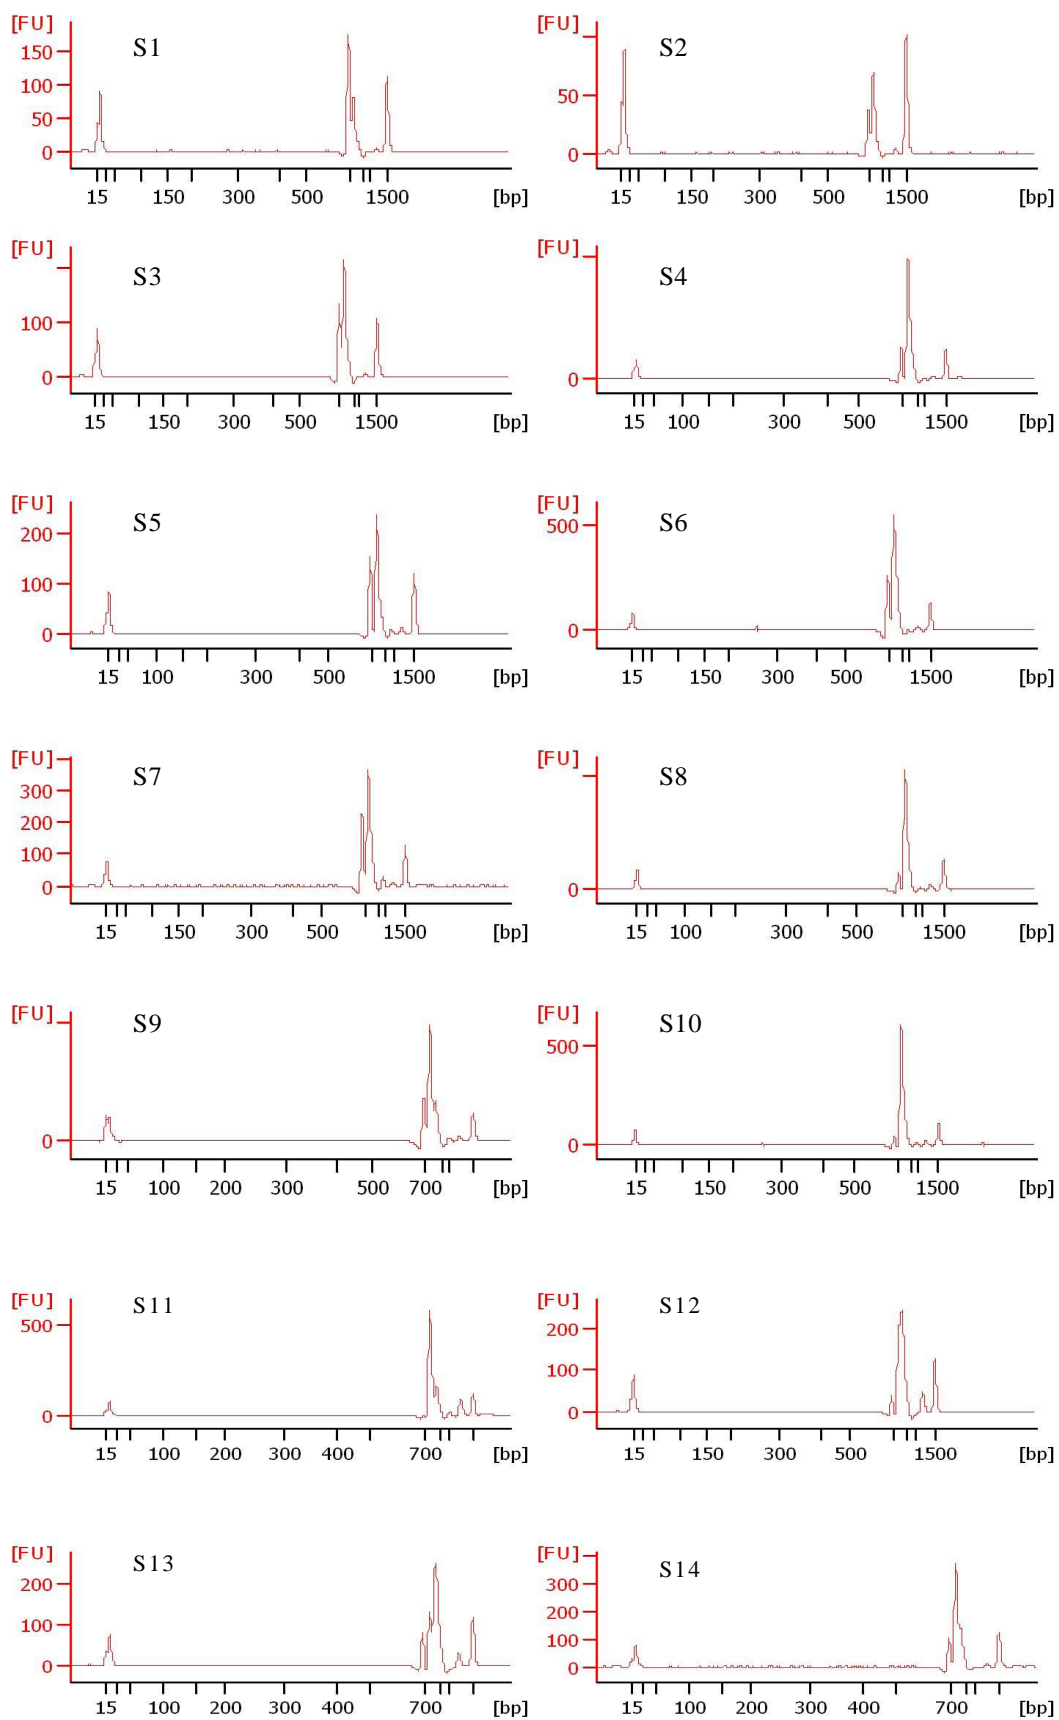 [FU] S1
150
100
50
0
15 150 300 500 1500 [bp]
[FU] S2
50
0
15 150 300 500 1500 [bp]
[FU] S3
100
0
15 150 300 500 1500 [bp]
[FU] S4
0
15 100 300 500 1500 [bp]
[FU] S5
200
100
0
15 100 300 500 1500 [bp]
[FU] S6
500
0
15 150 300 500 1500 [bp]
[FU] S7
300
200
100
0
15 150 300 500 1500 [bp]
[FU] S8
0
15 100 300 500 1500 [bp]
[FU] S9
0
15 100 200 300 500 700 [bp]
[FU] S10
500
0
15 150 300 500 1500 [bp]
[FU] S11
500
0
15 100 200 300 400 700 [bp]
[FU] S12
200
100
0
15 150 300 500 1500 [bp]
[FU] S13
200
100
0
15 100 200 300 400 700 [bp]
[FU] S14
300
200
100
0
15 100 200 300 400 700 [bp]